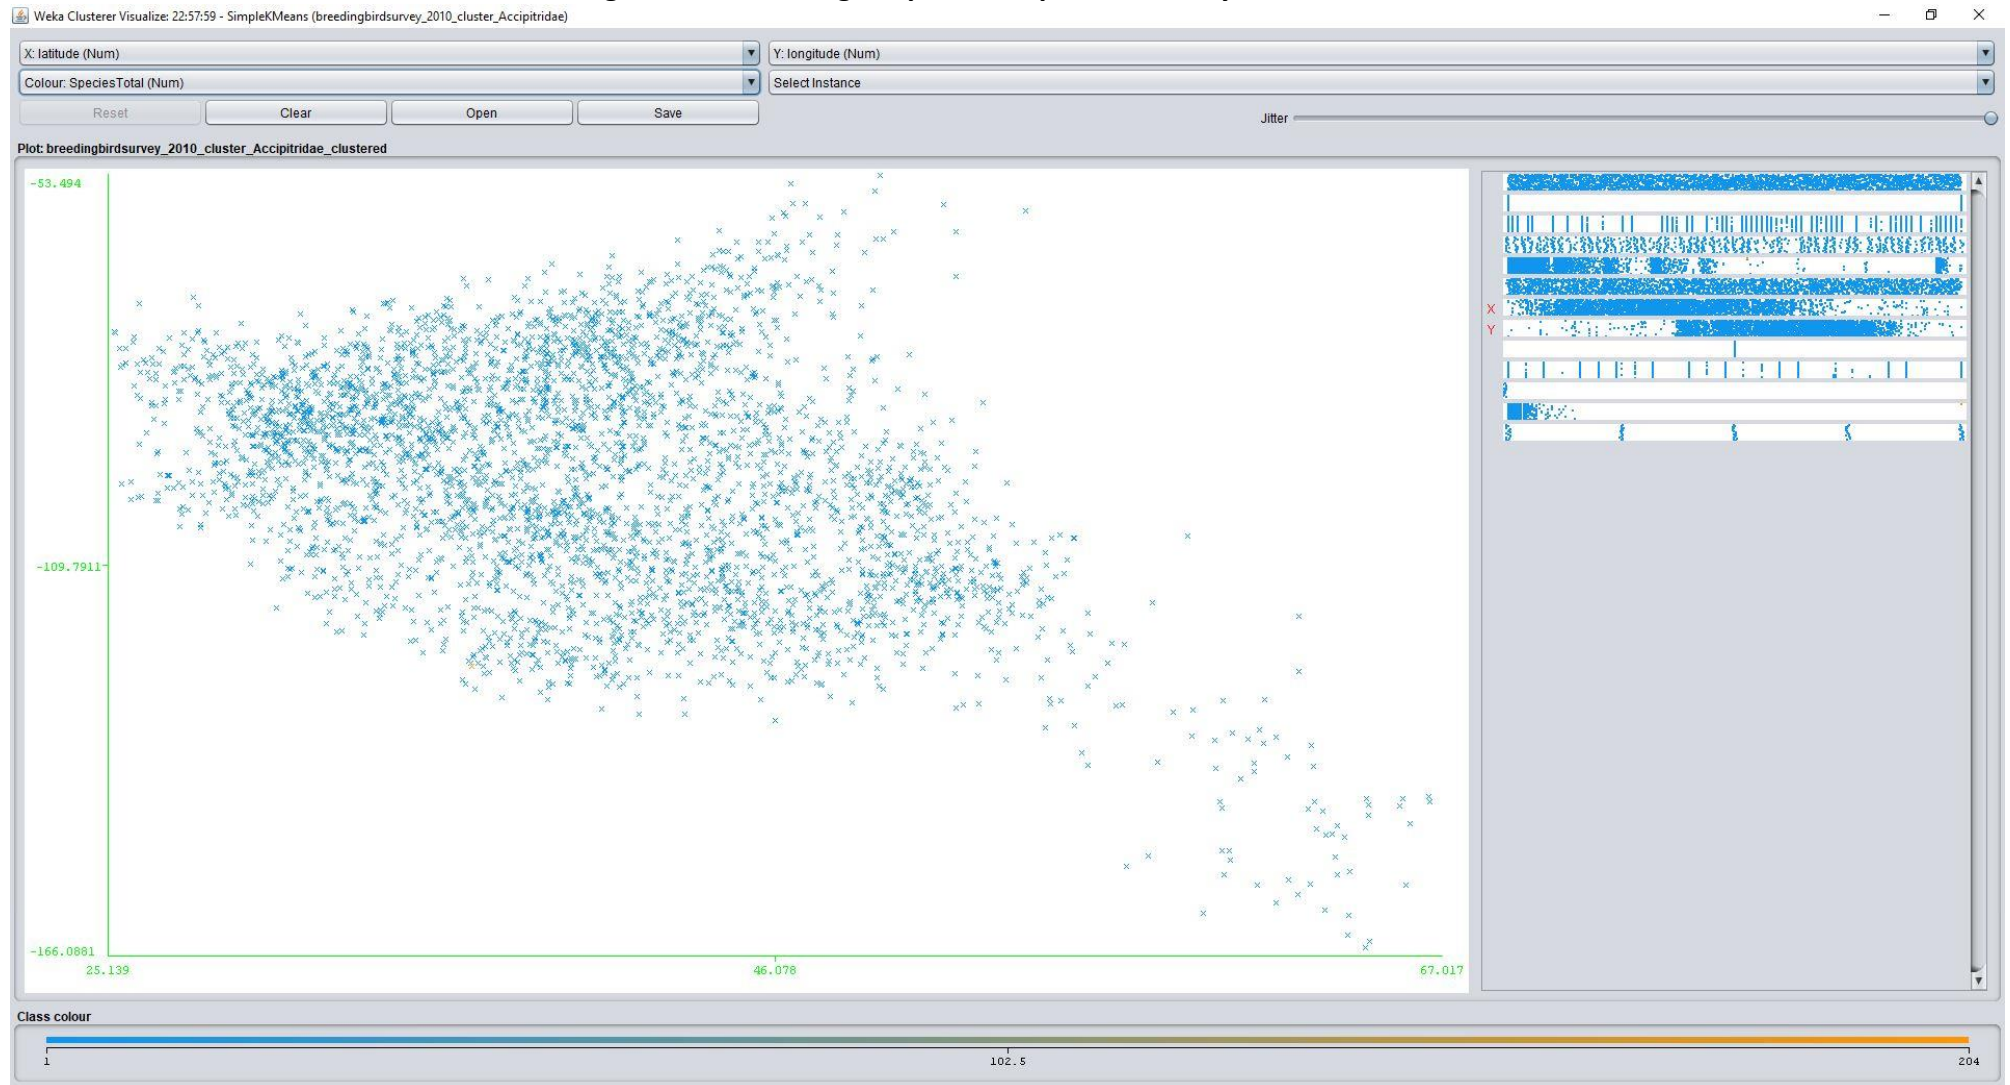 Weka Clusterer Visualize: 22:57:59 - SimpleKMeans (breedingbirdsurvey_2010_cluster_Accipitridae)
X: latitude (Num)
Y: longitude (Num)
Colour: SpeciesTotal (Num)
Select Instance
Reset
Clear
Open
Save
Jitter
Plot: breedingbirdsurvey_2010_cluster_Accipitridae_clustered
-53.494
-109.7911
-166.0881
25.139
46.078
67.017
X
Y
Class colour
1
102.5
204